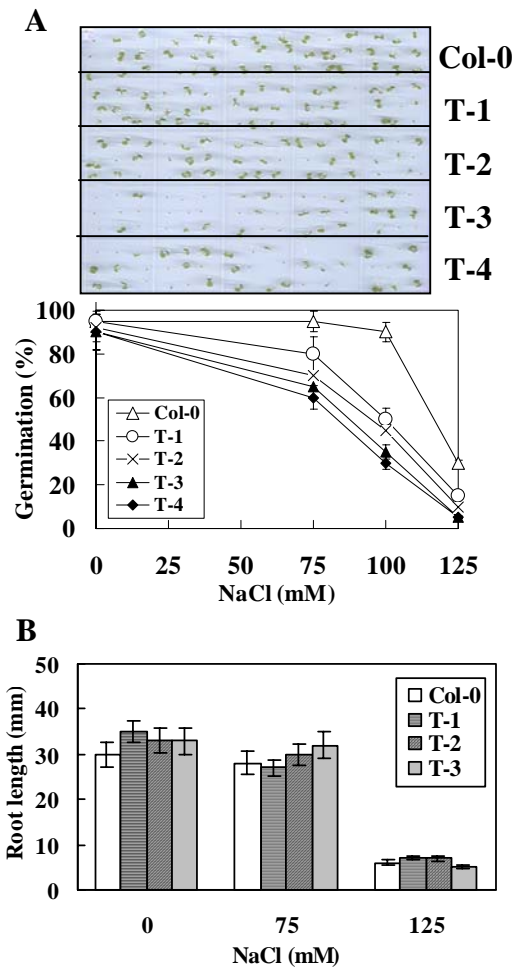 A
Col-0
T-1
T-2
T-3
T-4
Germination (%)
100
80
60
40
20
0
Col-0
T-1
T-2
T-3
T-4
0 25 50 75 100 125
NaCl (mM)
B
Root length (mm)
50
40
30
20
10
0
Col-0
T-1
T-2
T-3
0 75 125
NaCl (mM)